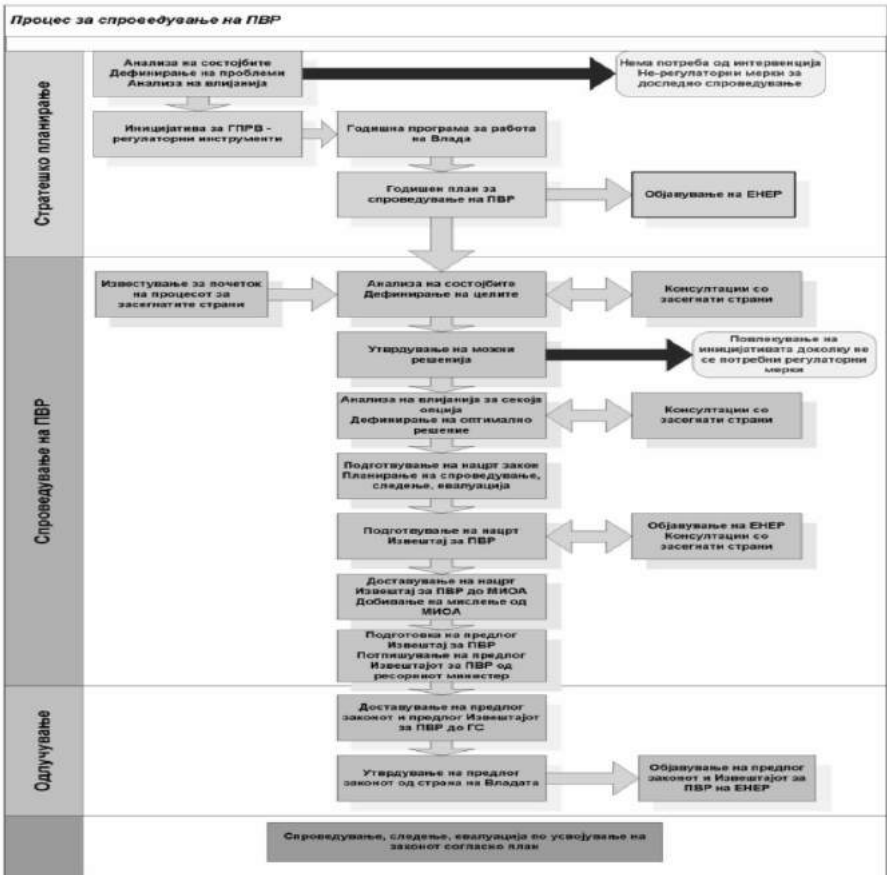 Процес за спроведување на ПВР
Стратешко планирање
Анализа на состојбите
Дефинирање на проблеми
Анализа на влијанија
Нема потреба од интервенција
Не-регулаторни мерки за
доследно спроведување
Иницијатива за ГПРВ -
регулаторни инструменти
Годишна програма за работа
на Влада
Годишен план за
спроведување на ПВР
Објавување на ЕНЕР
Спроведување на ПВР
Известување за почеток
на процесот за
засегнатите страни
Анализа на состојбите
Дефинирање на целите
Консултации со
засегнати страни
Утврдување на можни
решенија
Повлекување на
иницијативата доколку не
се потребни регулаторни
мерки
Анализа на влијанија за секоја
опција
Дефинирање на оптимално
решение
Консултации со
засегнати страни
Подготвување на нацрт закон
Планирање на спроведување,
следење, евалуација
Подготвување на нацрт
Извештај за ПВР
Објавување на ЕНЕР
Консултации со
засегнати страни
Доставување на нацрт
Извештај за ПВР до МИОА
Добивање на мислење од
МИОА
Подготовка на предлог
Извештај за ПВР
Потпишување на предлог
Извештајот за ПВР од
ресорниот министер
Одлучување
Доставување на предлог
законот и предлог Извештајот
за ПВР до ГС
Утврдување на предлог
законот од страна на Владата
Објавување на предлог
законот и Извештајот за
ПВР на ЕНЕР
Спроведување, следење, евалуација по усвојување на
законот согласно план